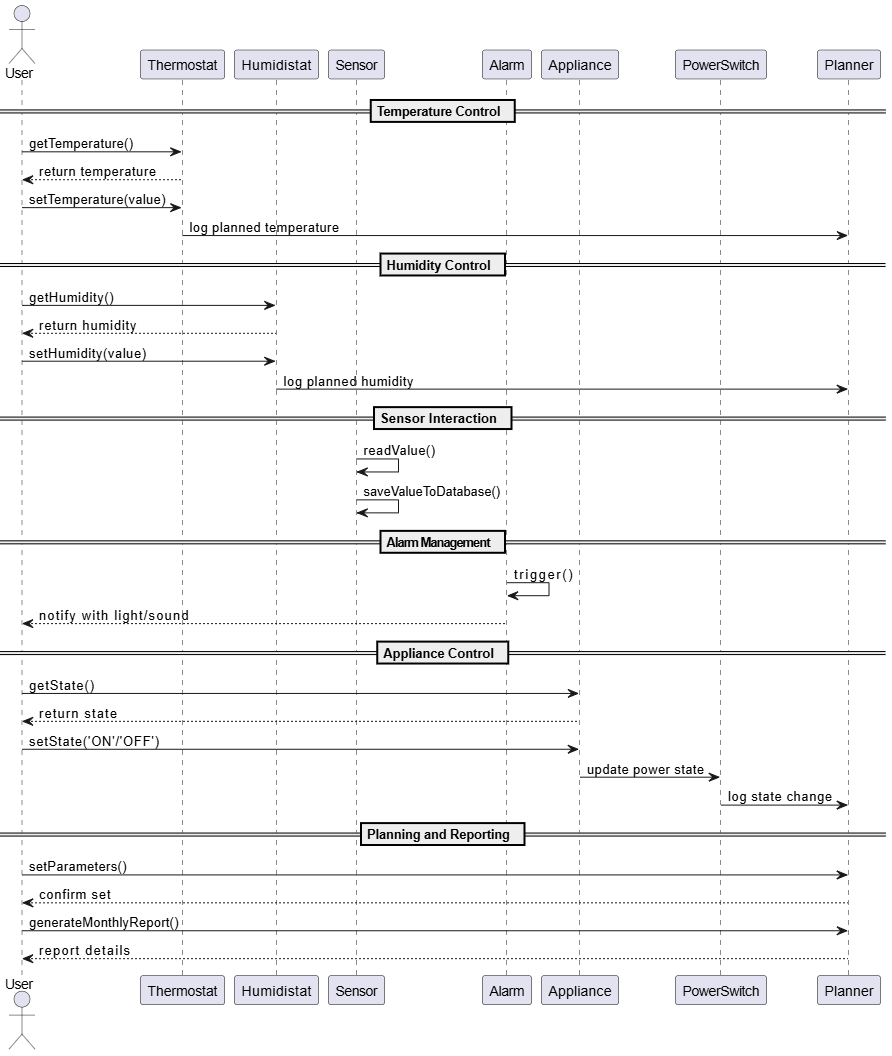 User
Thermostat
Humidistat
Sensor
Alarm
Appliance
PowerSwitch
Planner
Temperature Control
getTemperature()
return temperature
setTemperature(value)
log planned temperature
Humidity Control
getHumidity()
return humidity
setHumidity(value)
log planned humidity
Sensor Interaction
readValue()
saveValueToDatabase()
Alarm Management
trigger()
notify with light/sound
Appliance Control
getState()
return state
setState('ON'/'OFF')
update power state
log state change
Planning and Reporting
setParameters()
confirm set
generateMonthlyReport()
report details
User
Thermostat
Humidistat
Sensor
Alarm
Appliance
PowerSwitch
Planner